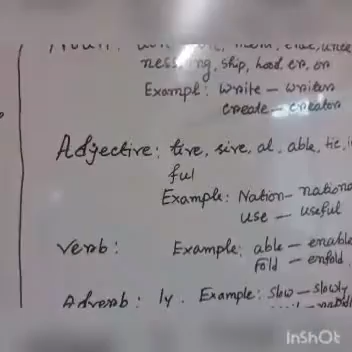 Noun:
ness, ing, ship, hood, er, or
Example: write - writer
create - creator
Adjective: tive, sive, al, able, tic,
ful
Example: Nation - nationa
use - useful
Verb: Example: able - enable
Fold - enfold
Adverb: ly. Example: slow - slowly
InShOt